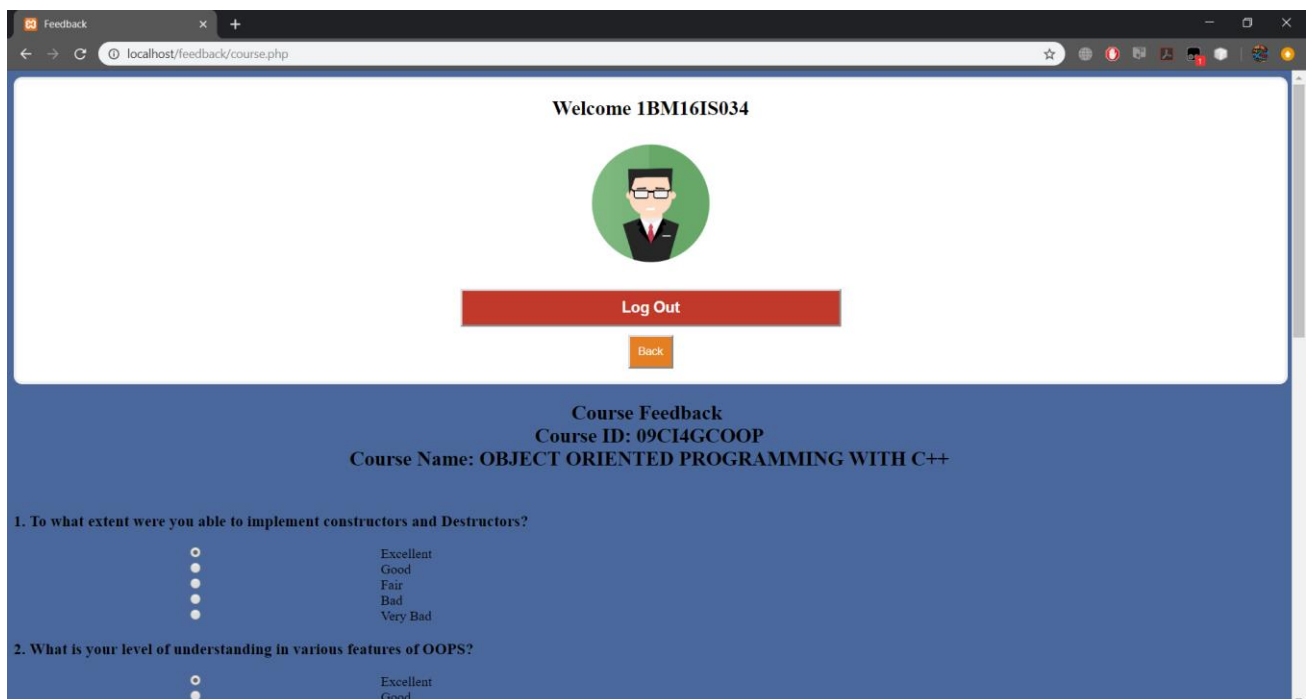 Feedback
localhost/feedback/course.php
Welcome 1BM16IS034
Log Out
Back
Course Feedback
Course ID: 09CI4GCOOP
Course Name: OBJECT ORIENTED PROGRAMMING WITH C++
1. To what extent were you able to implement constructors and Destructors?
Excellent
Good
Fair
Bad
Very Bad
2. What is your level of understanding in various features of OOPS?
Excellent
Good